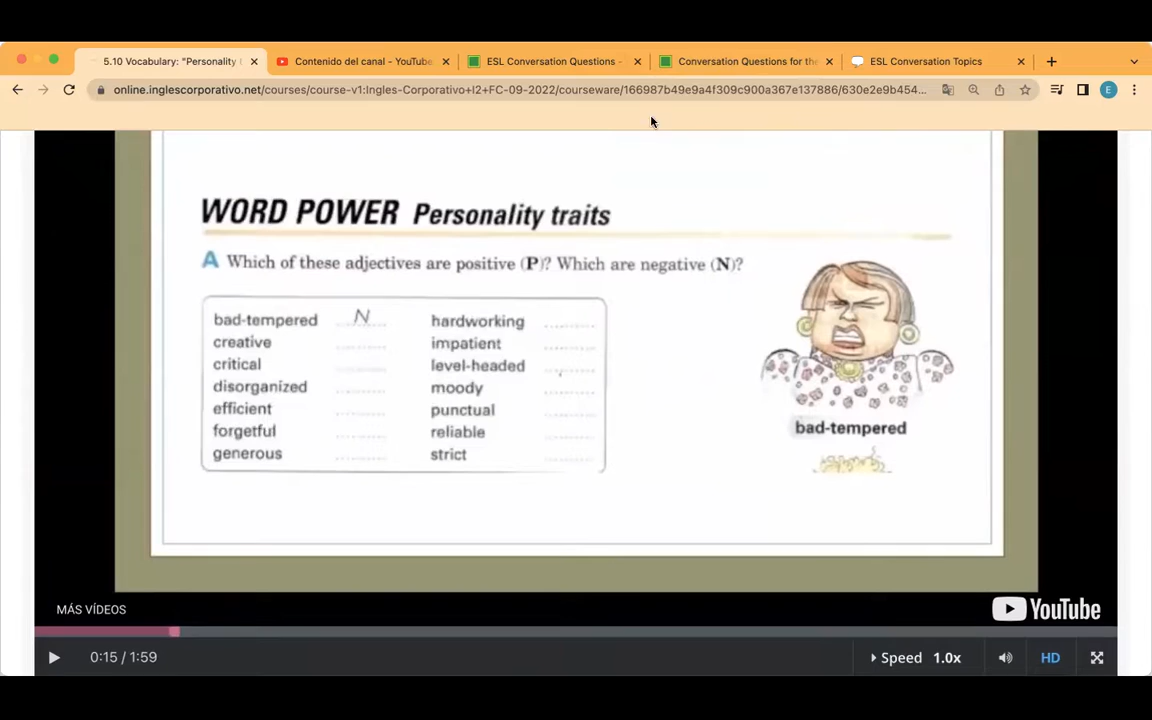 5.10 Vocabulary: "Personality
Contenido del canal - YouTube
ESL Conversation Questions -
Conversation Questions for the
ESL Conversation Topics
online.inglescorporativo.net/courses/course-v1:Ingles-Corporativo+I2+FC-09-2022/courseware/166987b49e9a4f309c900a367e137886/630e2e9b454...
E
WORD POWER Personality traits
A Which of these adjectives are positive (P)? Which are negative (N)?
bad-tempered N
creative
critical
disorganized
efficient
forgetful
generous
hardworking
impatient
level-headed
moody
punctual
reliable
strict
bad-tempered
MÁS VÍDEOS
YouTube
0:15 / 1:59
Speed 1.0x
HD